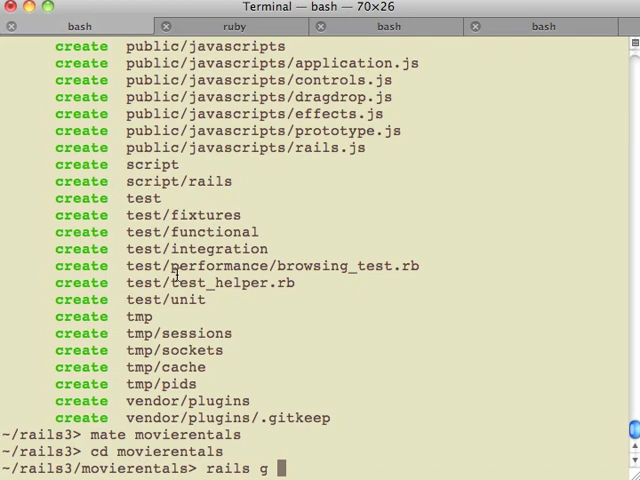 Terminal — bash — 70×26
bash ruby bash bash
create public/javascripts
create public/javascripts/application.js
create public/javascripts/controls.js
create public/javascripts/dragdrop.js
create public/javascripts/effects.js
create public/javascripts/prototype.js
create public/javascripts/rails.js
create script
create script/rails
create test
create test/fixtures
create test/functional
create test/integration
create test/performance/browsing_test.rb
create test/test_helper.rb
create test/unit
create tmp
create tmp/sessions
create tmp/sockets
create tmp/cache
create tmp/pids
create vendor/plugins
create vendor/plugins/.gitkeep
~/rails3> mate movierentals
~/rails3> cd movierentals
~/rails3/movierentals> rails g